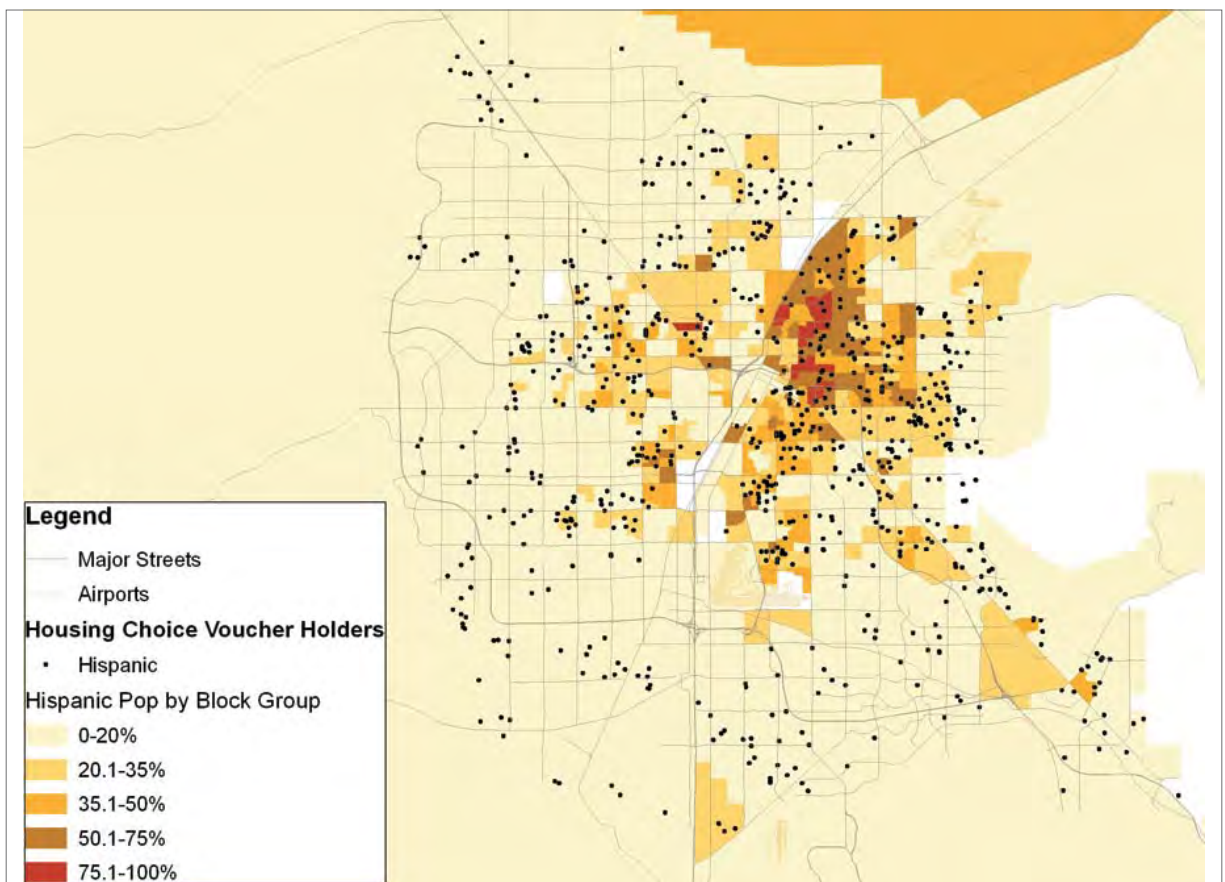 Legend
Major Streets
Airports
Housing Choice Voucher Holders
Hispanic
Hispanic Pop by Block Group
0-20%
20.1-35%
35.1-50%
50.1-75%
75.1-100%